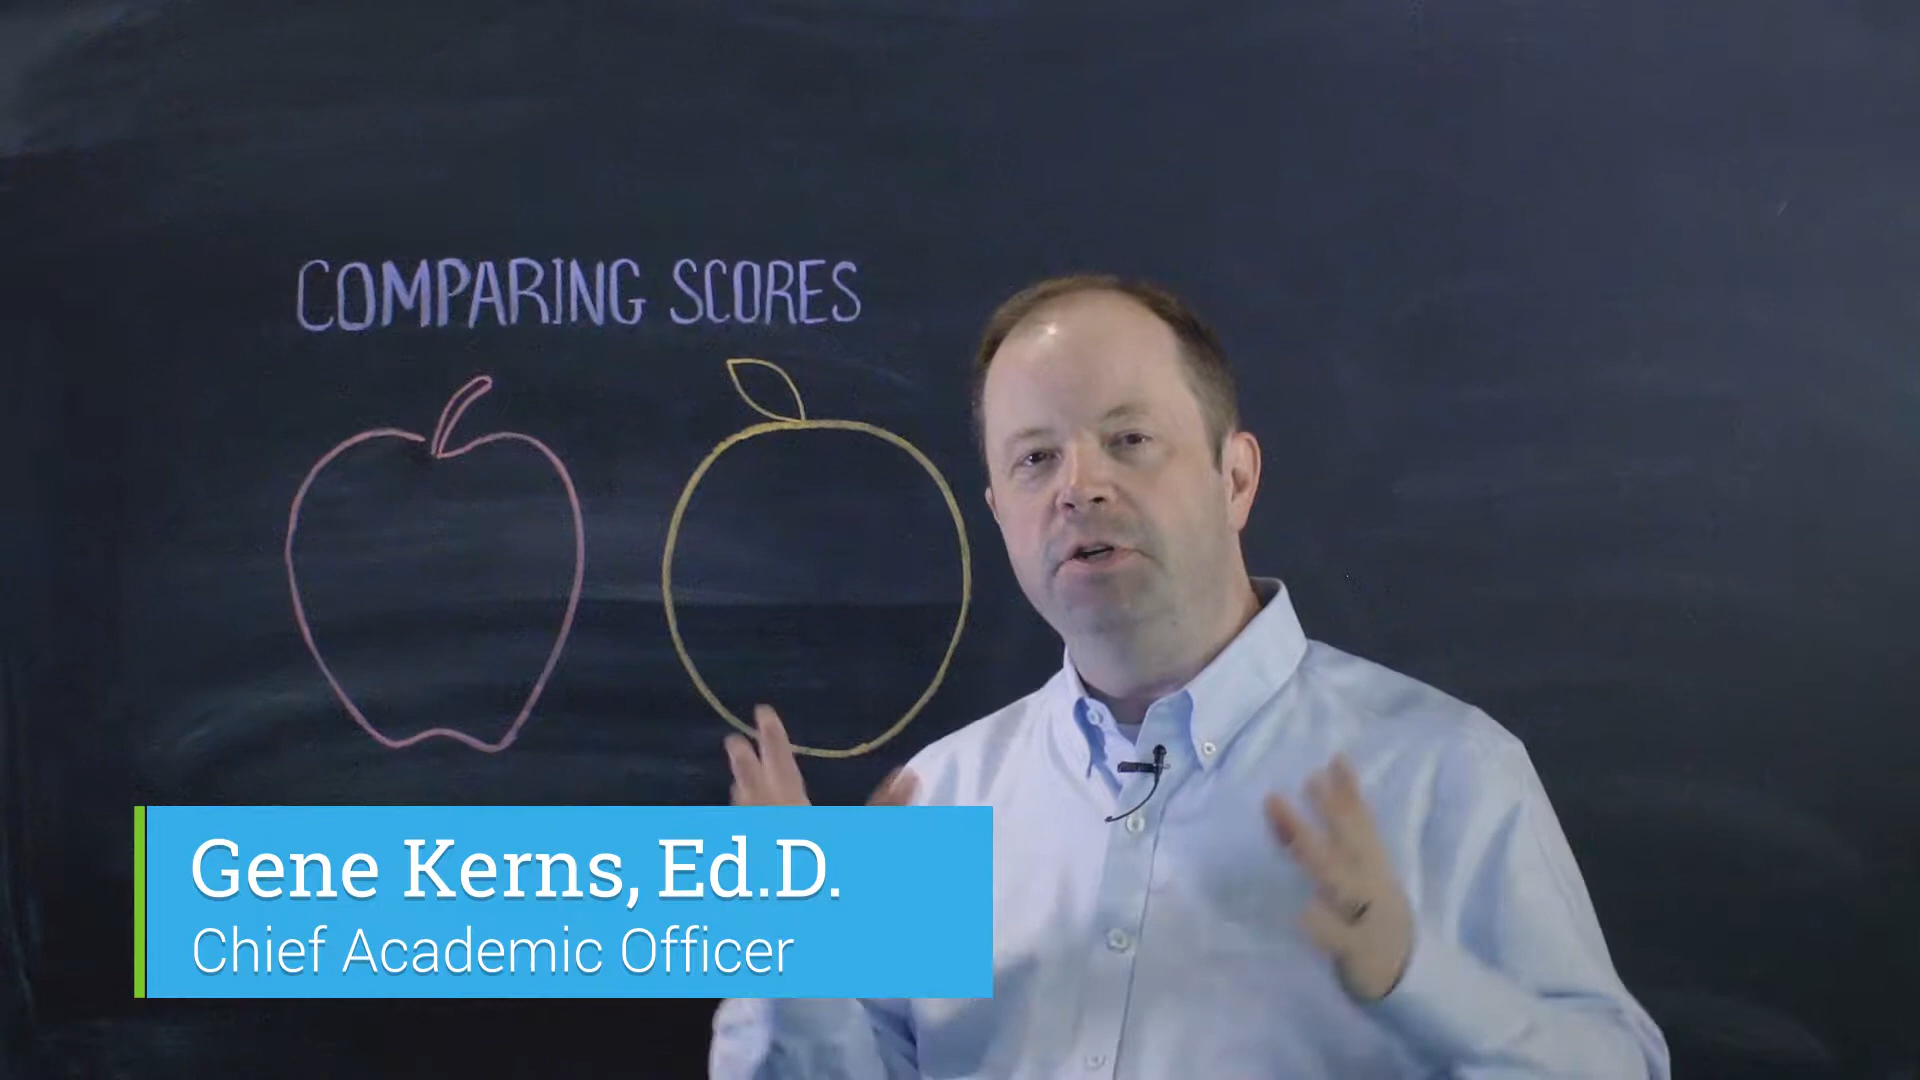 COMPARING SCORES
Gene Kerns, Ed.D.
Chief Academic Officer